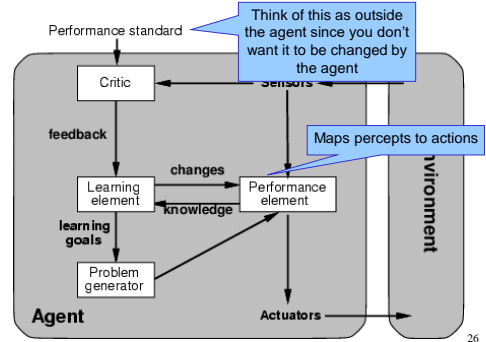 Performance standard
Think of this as outside
the agent since you don't
want it to be changed by
the agent
Critic
Sensors
feedback
Maps percepts to actions
changes
Learning
element
Performance
element
knowledge
learning
goals
Problem
generator
Agent
Actuators
nvironment
26